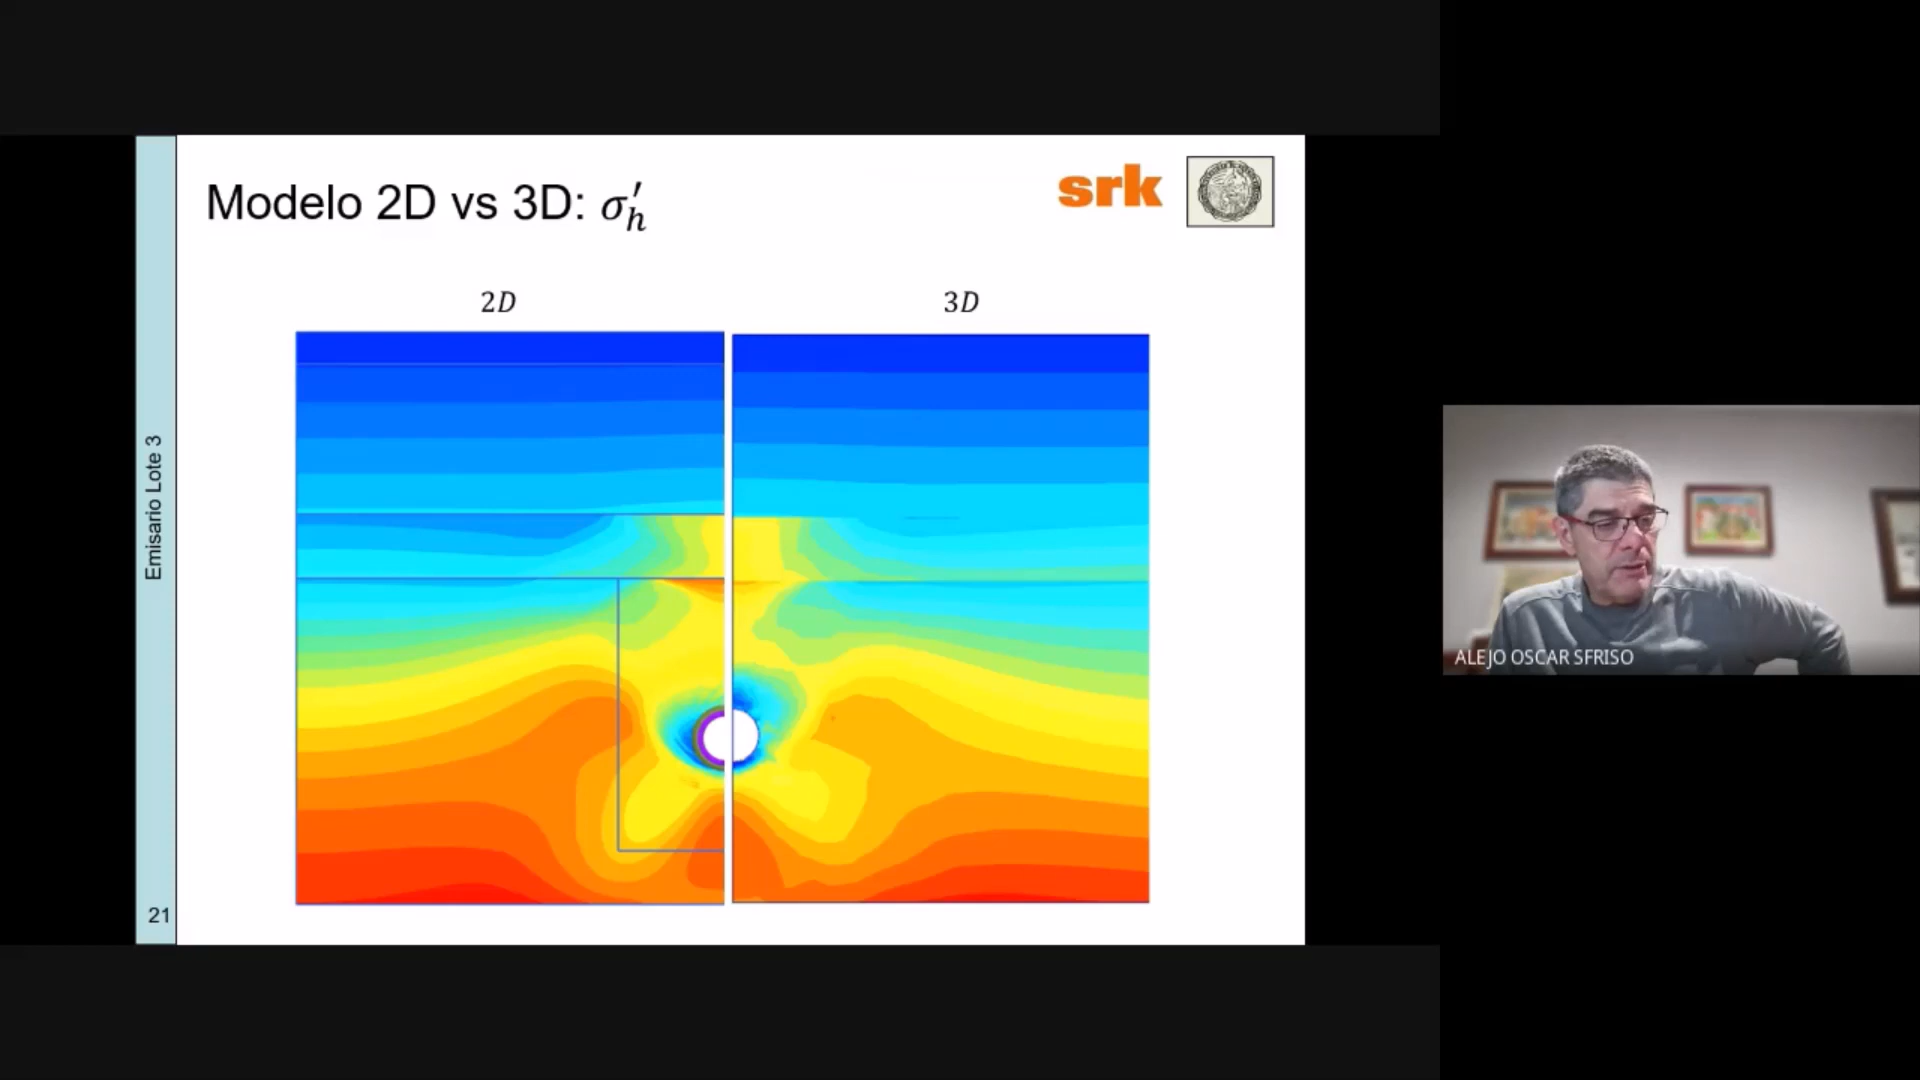 Modelo 2D vs 3D: σ′h
srk
2D
3D
Emisario Lote 3
21
ALEJO OSCAR SFRISO